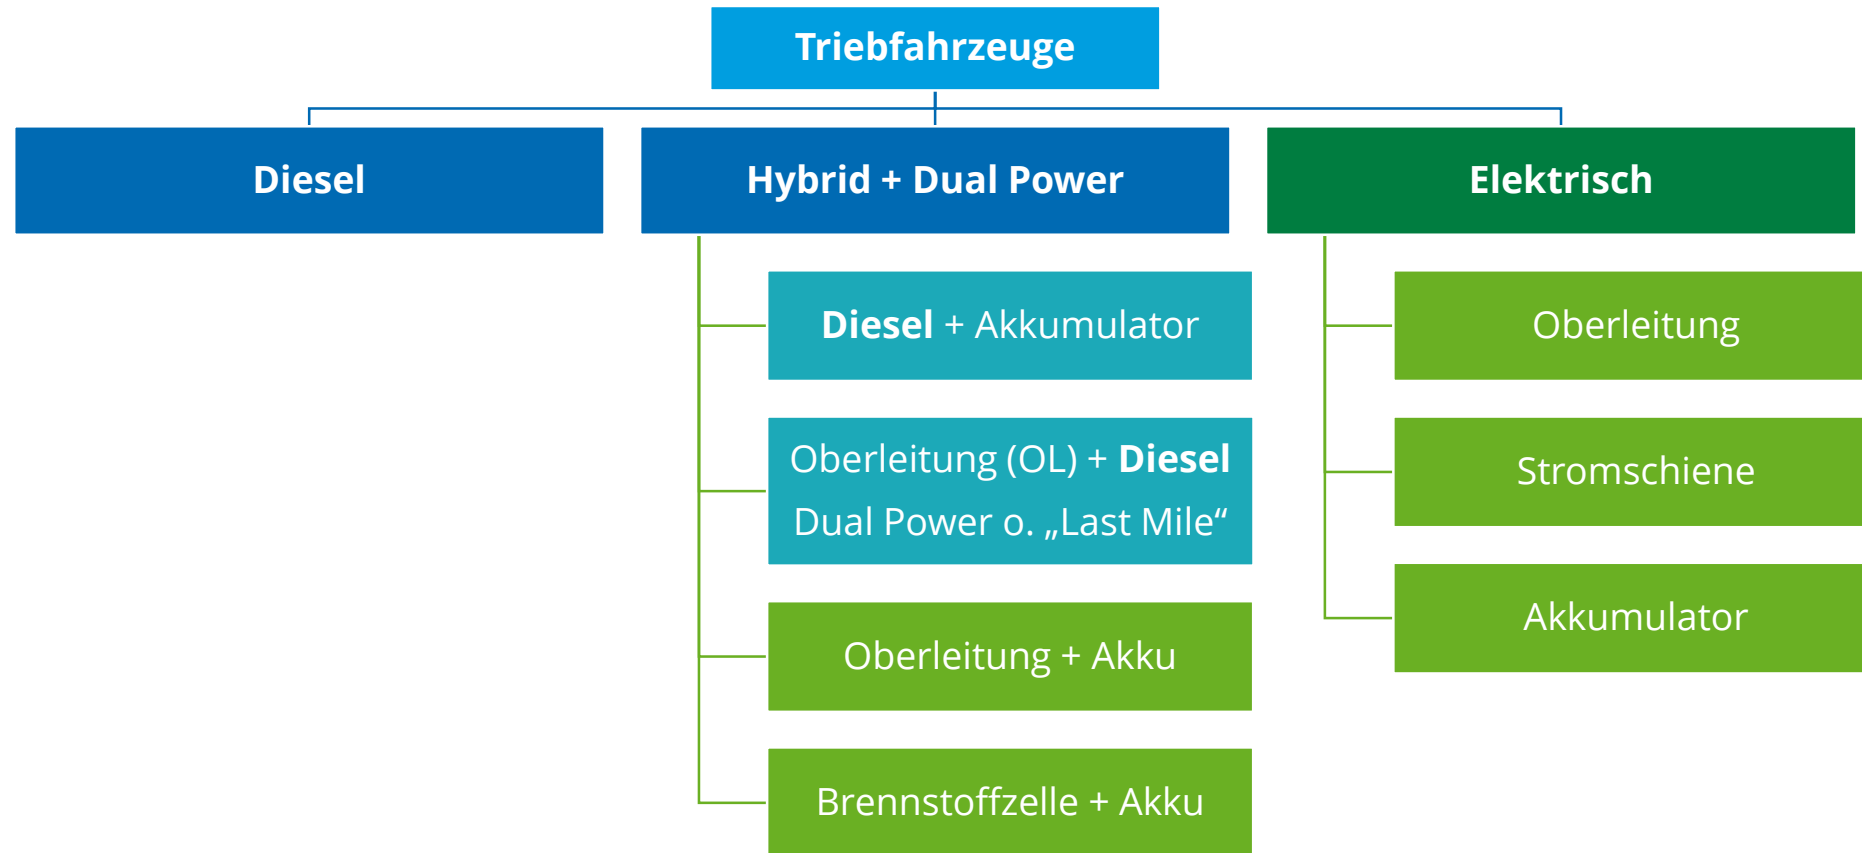 Triebfahrzeuge
Diesel
Hybrid + Dual Power
Elektrisch
Diesel + Akkumulator
Oberleitung (OL) + Diesel
Dual Power o. „Last Mile“
Oberleitung + Akku
Brennstoffzelle + Akku
Oberleitung
Stromschiene
Akkumulator